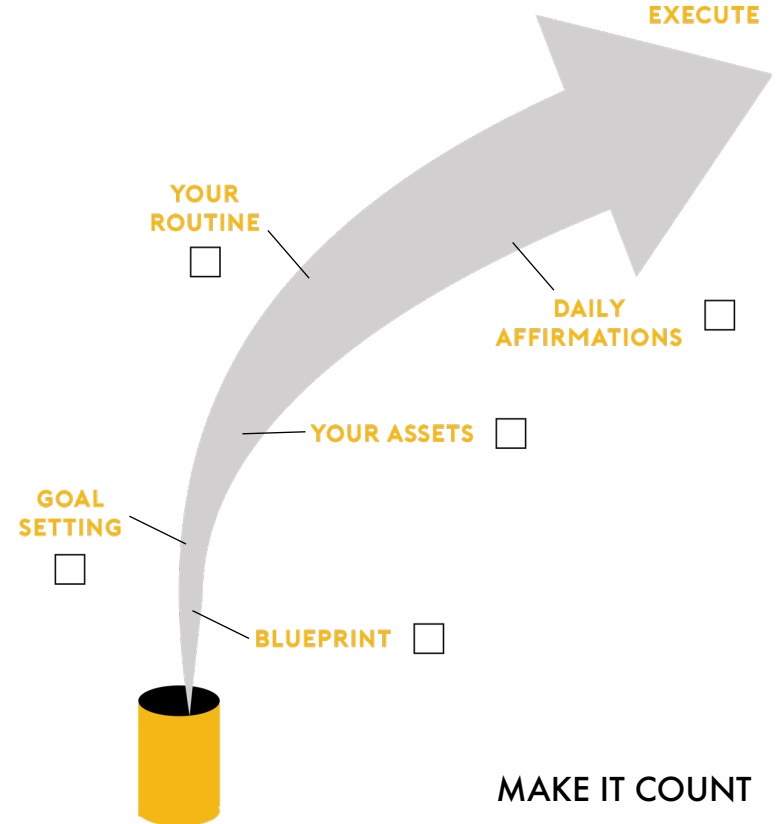 EXECUTE
YOUR
ROUTINE
DAILY
AFFIRMATIONS
YOUR ASSETS
GOAL
SETTING
BLUEPRINT
MAKE IT COUNT